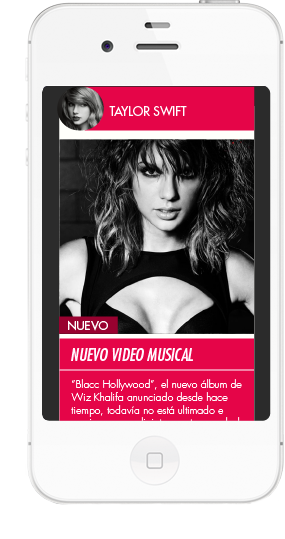 TAYLOR SWIFT
NUEVO
NUEVO VIDEO MUSICAL
"Blacc Hollywood", el nuevo álbum de
Wiz Khalifa anunciado desde hace
tiempo, todavía no está ultimado e